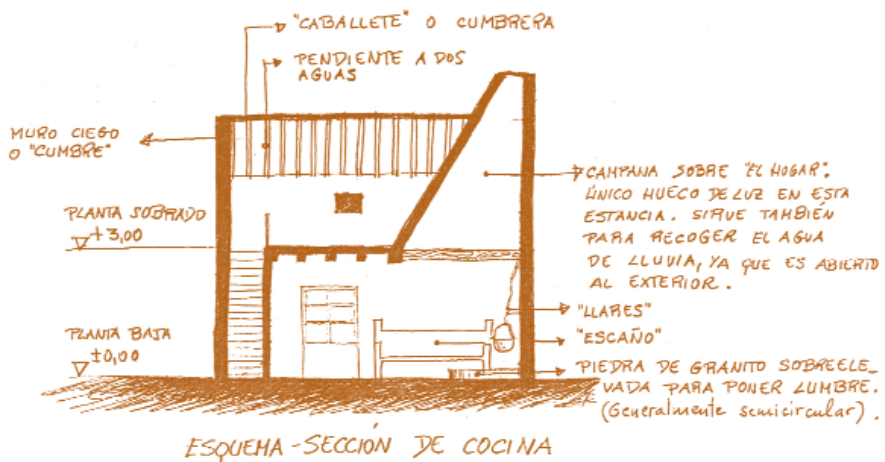 "CABALLETE" O CUMBRERA
PENDIENTE A DOS
AGUAS
MURO CIEGO
O "CUMBRE"
PLANTA SOBRADO
+3,00
PLANTA BAJA
±0,00
CAMPANA SOBRE "EL HOGAR".
ÚNICO HUECO DE LUZ EN ESTA
ESTANCIA. SIRVE TAMBIÉN
PARA RECOGER EL AGUA
DE LLUVIA, YA QUE ES ABIERTO
AL EXTERIOR.
"LLARES"
"ESCAÑO"
PIEDRA DE GRANITO SOBREELE_
VADA PARA PONER LUMBRE.
(Generalmente semicircular).
ESQUEMA-SECCIÓN DE COCINA